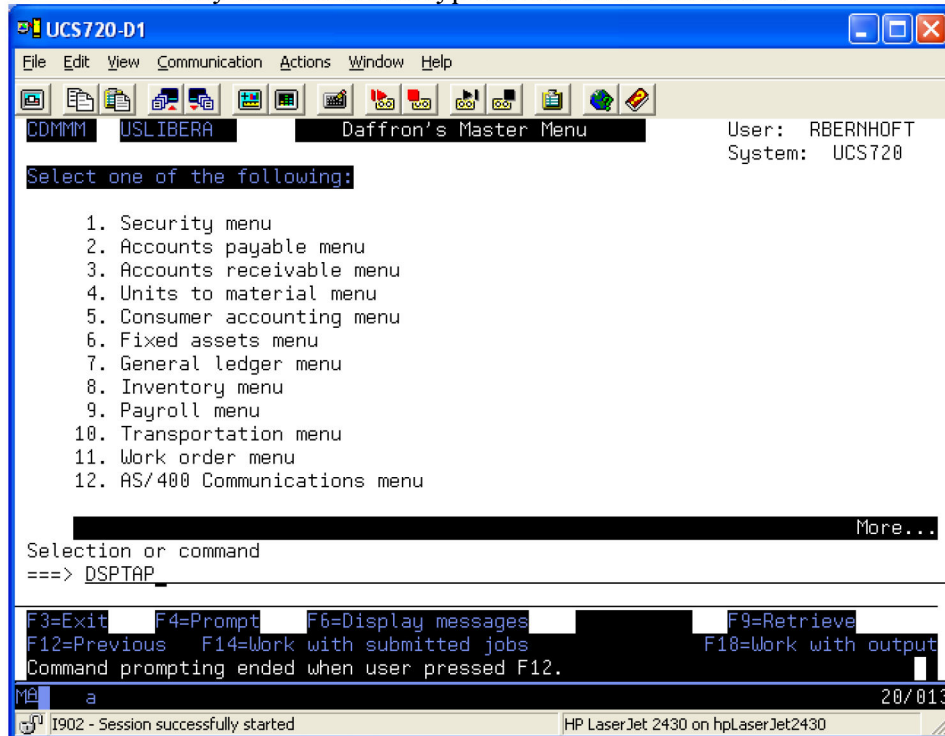 UCS720-D1
File Edit View Communication Actions Window Help
CDMMM USLIBERA Daffron's Master Menu User: RBERNHOFT
System: UCS720
Select one of the following:
1. Security menu
2. Accounts payable menu
3. Accounts receivable menu
4. Units to material menu
5. Consumer accounting menu
6. Fixed assets menu
7. General ledger menu
8. Inventory menu
9. Payroll menu
10. Transportation menu
11. Work order menu
12. AS/400 Communications menu
More...
Selection or command
===> DSPTAP_
F3=Exit F4=Prompt F6=Display messages F9=Retrieve
F12=Previous F14=Work with submitted jobs F18=Work with output
Command prompting ended when user pressed F12.
MA a 20/013
I902 - Session successfully started HP LaserJet 2430 on hpLaserJet2430